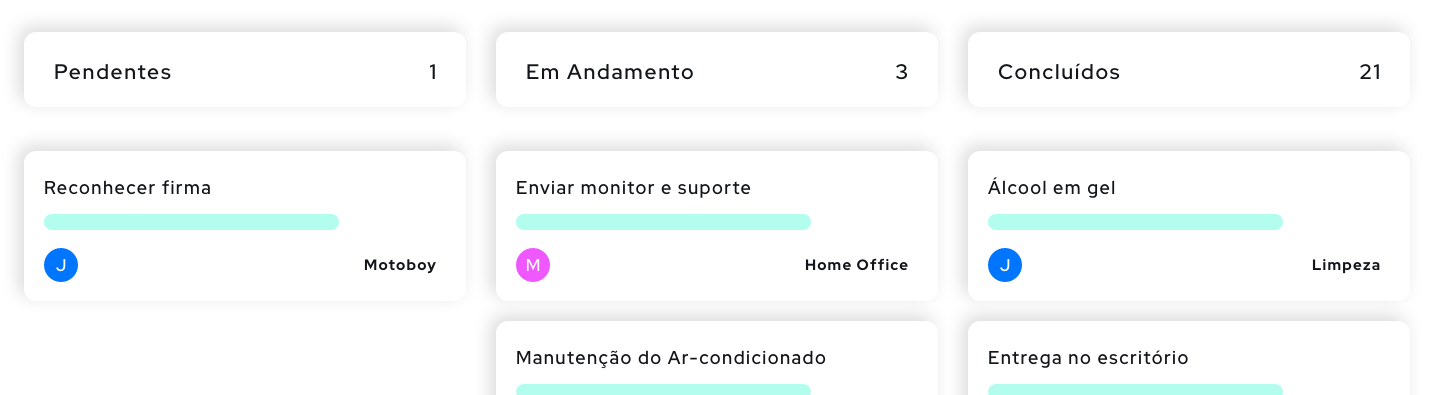 Pendentes 1
Em Andamento 3
Concluídos 21
Reconhecer firma
J Motoboy
Enviar monitor e suporte
M Home Office
Manutenção do Ar-condicionado
Álcool em gel
J Limpeza
Entrega no escritório